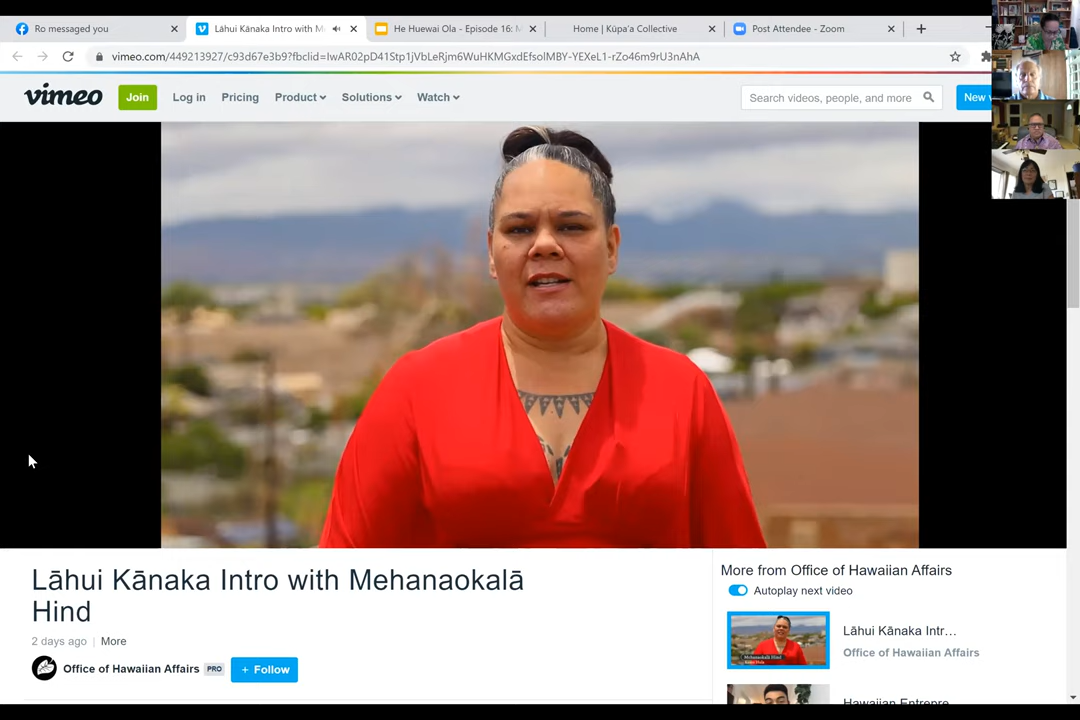 Ro messaged you
Lāhui Kānaka Intro with M
He Huewai Ola - Episode 16: M
Home | Kūpaʻa Collective
Post Attendee - Zoom
vimeo.com/449213927/c93d67e3b9?fbclid=IwAR02pD41Stp1jVbLeRjm6WuHKMGxdEfsolMBY-YEXeL1-rZo46m9rU3nAhA
vimeo
Join
Log in
Pricing
Product
Solutions
Watch
Search videos, people, and more
New v
Lāhui Kānaka Intro with Mehanaokalā
Hind
2 days ago | More
Office of Hawaiian Affairs PRO
+ Follow
More from Office of Hawaiian Affairs
Autoplay next video
Lāhui Kānaka Intr…
Office of Hawaiian Affairs
Hawaiian Entrepre